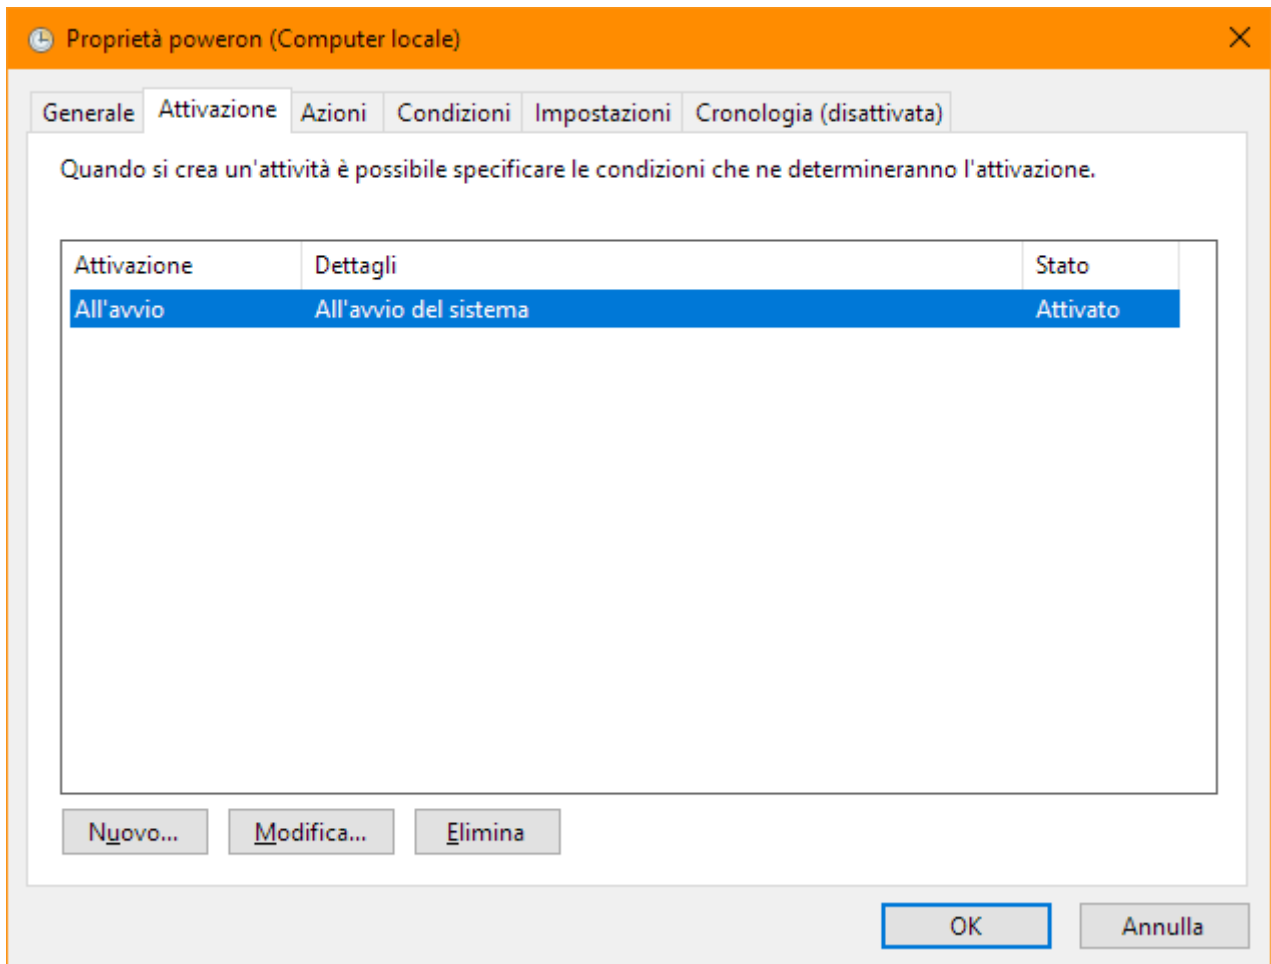 Proprietà poweron (Computer locale)
Generale Attivazione Azioni Condizioni Impostazioni Cronologia (disattivata)
Quando si crea un'attività è possibile specificare le condizioni che ne determineranno l'attivazione.
Attivazione Dettagli Stato
All'avvio All'avvio del sistema Attivato
Nuovo... Modifica... Elimina
OK Annulla